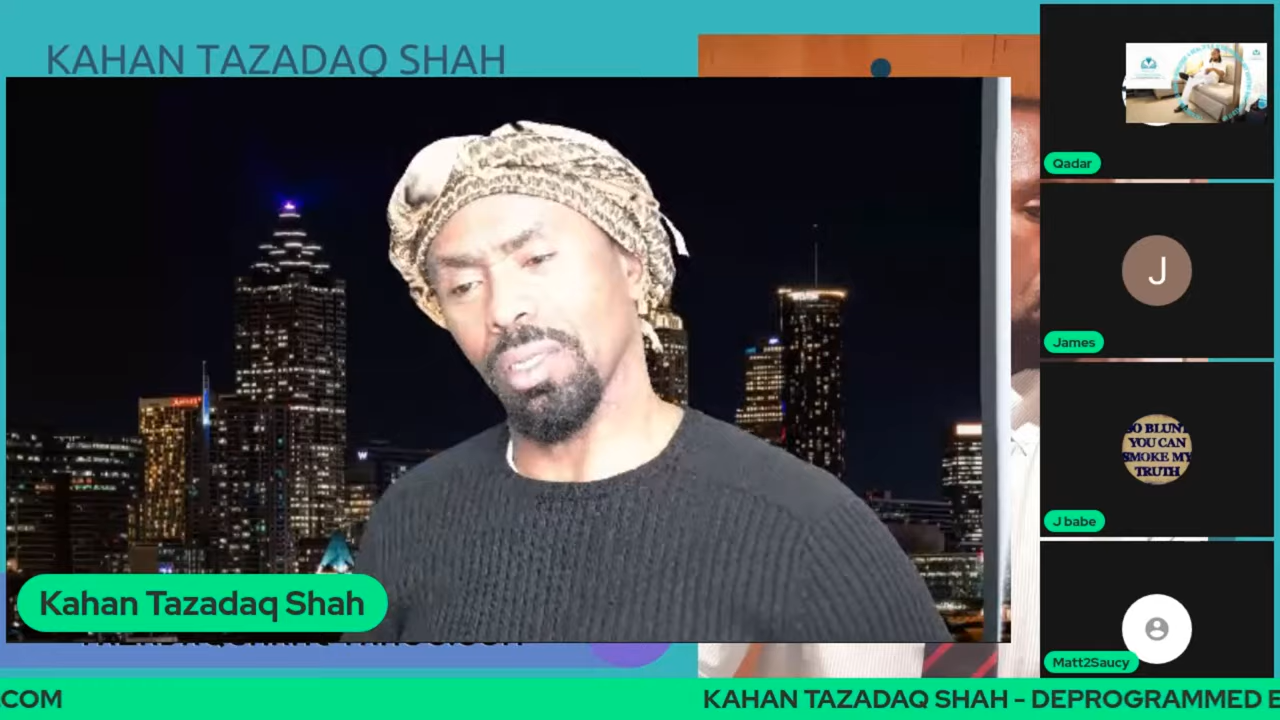 KAHAN TAZADAQ SHAH
Kahan Tazadaq Shah
Qadar
J
James
SO BLUNT
YOU CAN
SMOKE MY
TRUTH
J babe
Matt2Saucy
.COM
KAHAN TAZADAQ SHAH - DEPROGRAMMED E